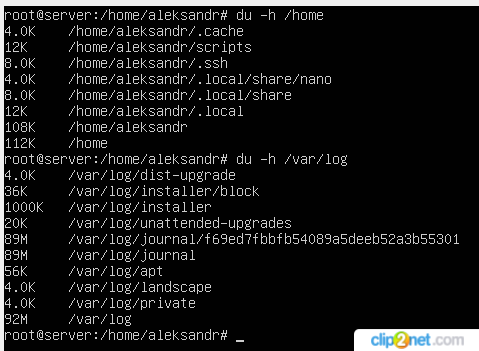 root@server:/home/aleksandr# du -h /home
4.0K /home/aleksandr/.cache
12K /home/aleksandr/scripts
8.0K /home/aleksandr/.ssh
4.0K /home/aleksandr/.local/share/nano
8.0K /home/aleksandr/.local/share
12K /home/aleksandr/.local
108K /home/aleksandr
112K /home
root@server:/home/aleksandr# du -h /var/log
4.0K /var/log/dist-upgrade
36K /var/log/installer/block
1000K /var/log/installer
20K /var/log/unattended-upgrades
89M /var/log/journal/f69ed7fbbfb54089a5deeb52a3b55301
89M /var/log/journal
56K /var/log/apt
4.0K /var/log/landscape
4.0K /var/log/private
92M /var/log
root@server:/home/aleksandr# _
clip2net.com